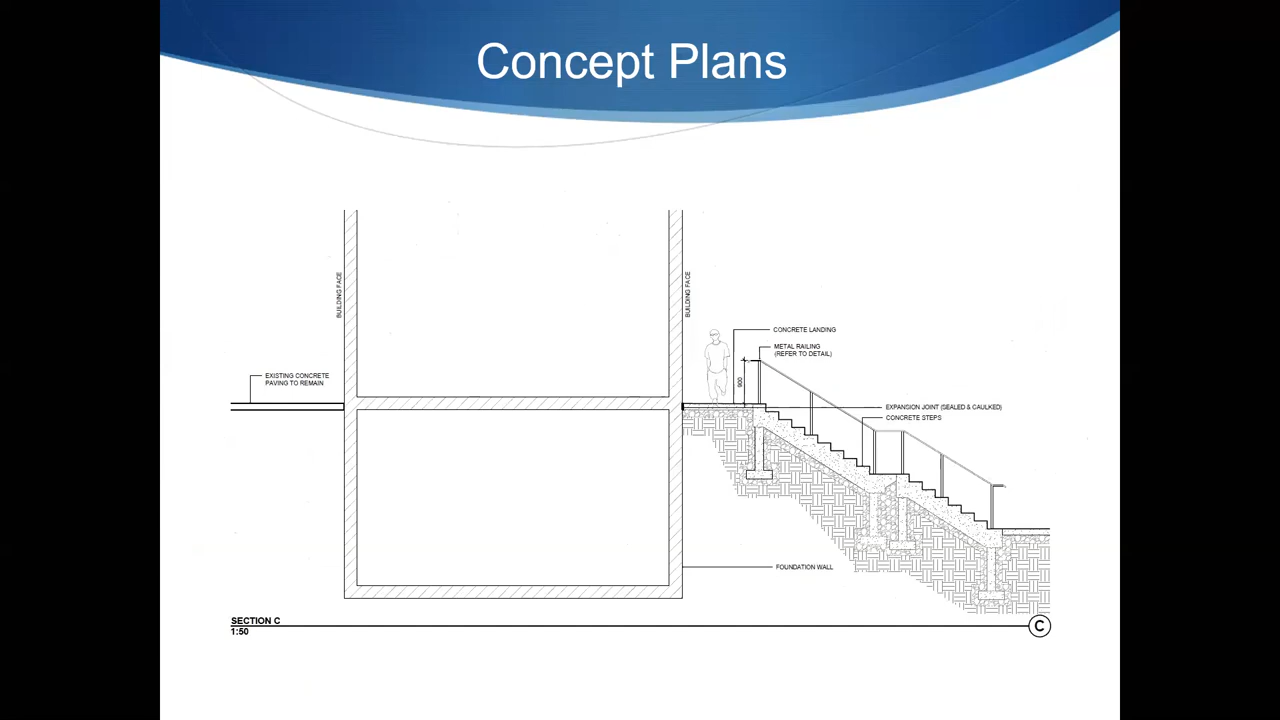 Concept Plans
BUILDING FACE
BUILDING FACE
CONCRETE LANDING
METAL RAILING
(REFER TO DETAIL)
900
EXISTING CONCRETE
PAVING TO REMAIN
EXPANSION JOINT (SEALED & CAULKED)
CONCRETE STEPS
FOUNDATION WALL
SECTION C
1:50
C